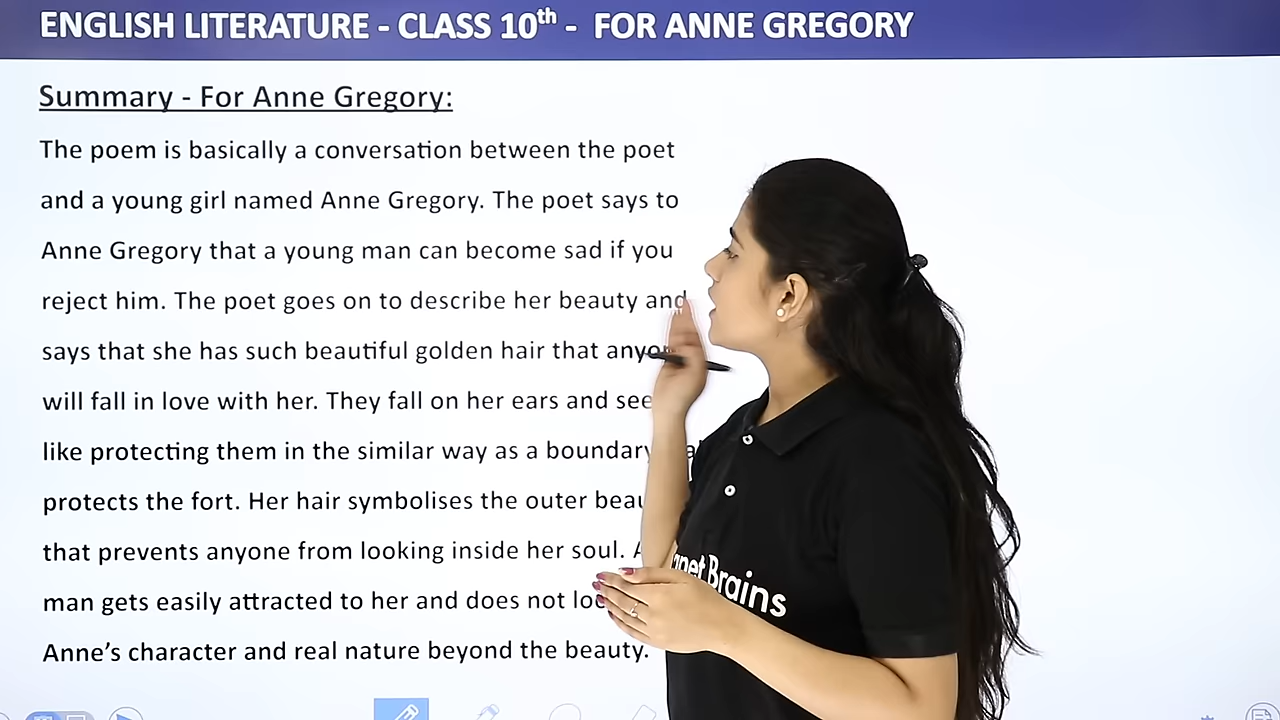 ENGLISH LITERATURE - CLASS 10th - FOR ANNE GREGORY
Summary - For Anne Gregory:
The poem is basically a conversation between the poet
and a young girl named Anne Gregory. The poet says to
Anne Gregory that a young man can become sad if you
reject him. The poet goes on to describe her beauty and
says that she has such beautiful golden hair that
will fall in love with her. They fall on her ears and
like protecting them in the similar way as a boundary
protects the fort. Her hair symbolises the outer
that prevents anyone from looking inside her soul.
man gets easily attracted to her and does not
Anne's character and real nature beyond the beauty.
Brains